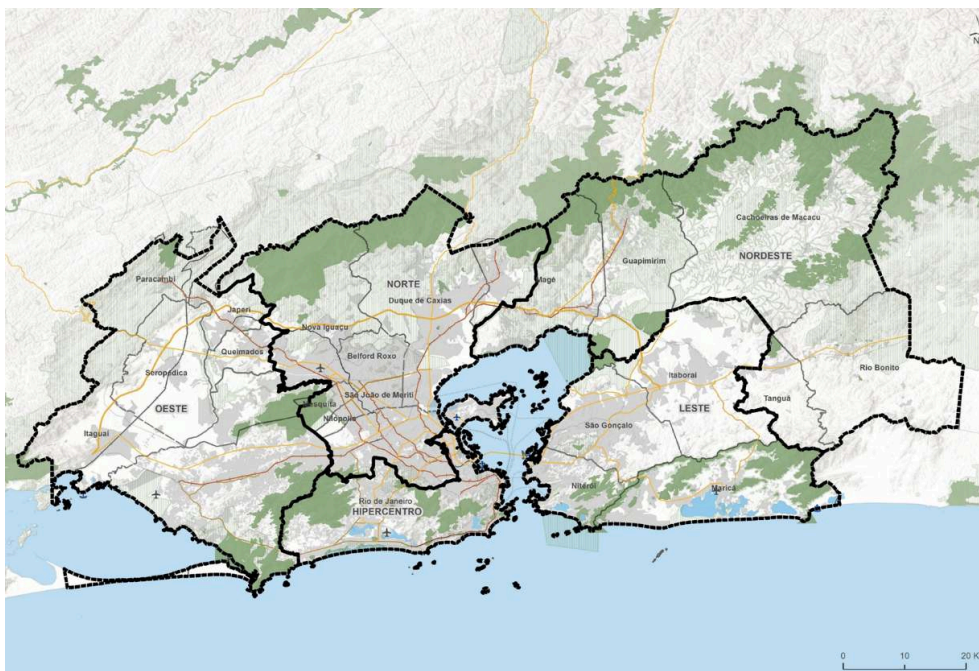 N
Cachoeiras de Macacu
NORDESTE
Guapimirim
Magé
Paracambi
NORTE
Duque de Caxias
Japeri
Nova Iguaçu
Queimados
Belford Roxo
Seropédica
São João de Meriti
Mesquita
Nilópolis
OESTE
Itaguaí
Rio Bonito
Itaboraí
Tanguá
LESTE
São Gonçalo
Niterói
Maricá
Rio de Janeiro
HIPERCENTRO
0 10 20 K